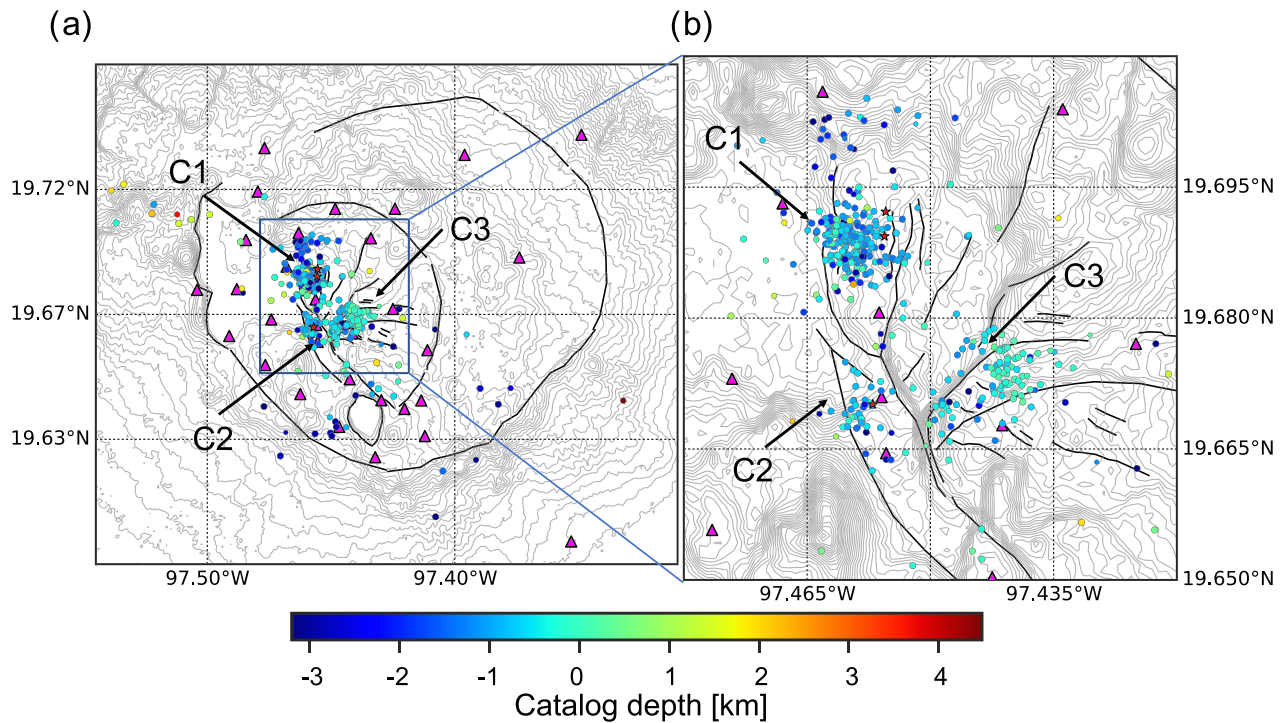 (a)
(b)
C1
C3
C2
19.72°N
19.67°N
19.63°N
97.50°W
97.40°W
C1
C3
C2
19.695°N
19.680°N
19.665°N
19.650°N
97.465°W
97.435°W
-3 -2 -1 0 1 2 3 4
Catalog depth [km]